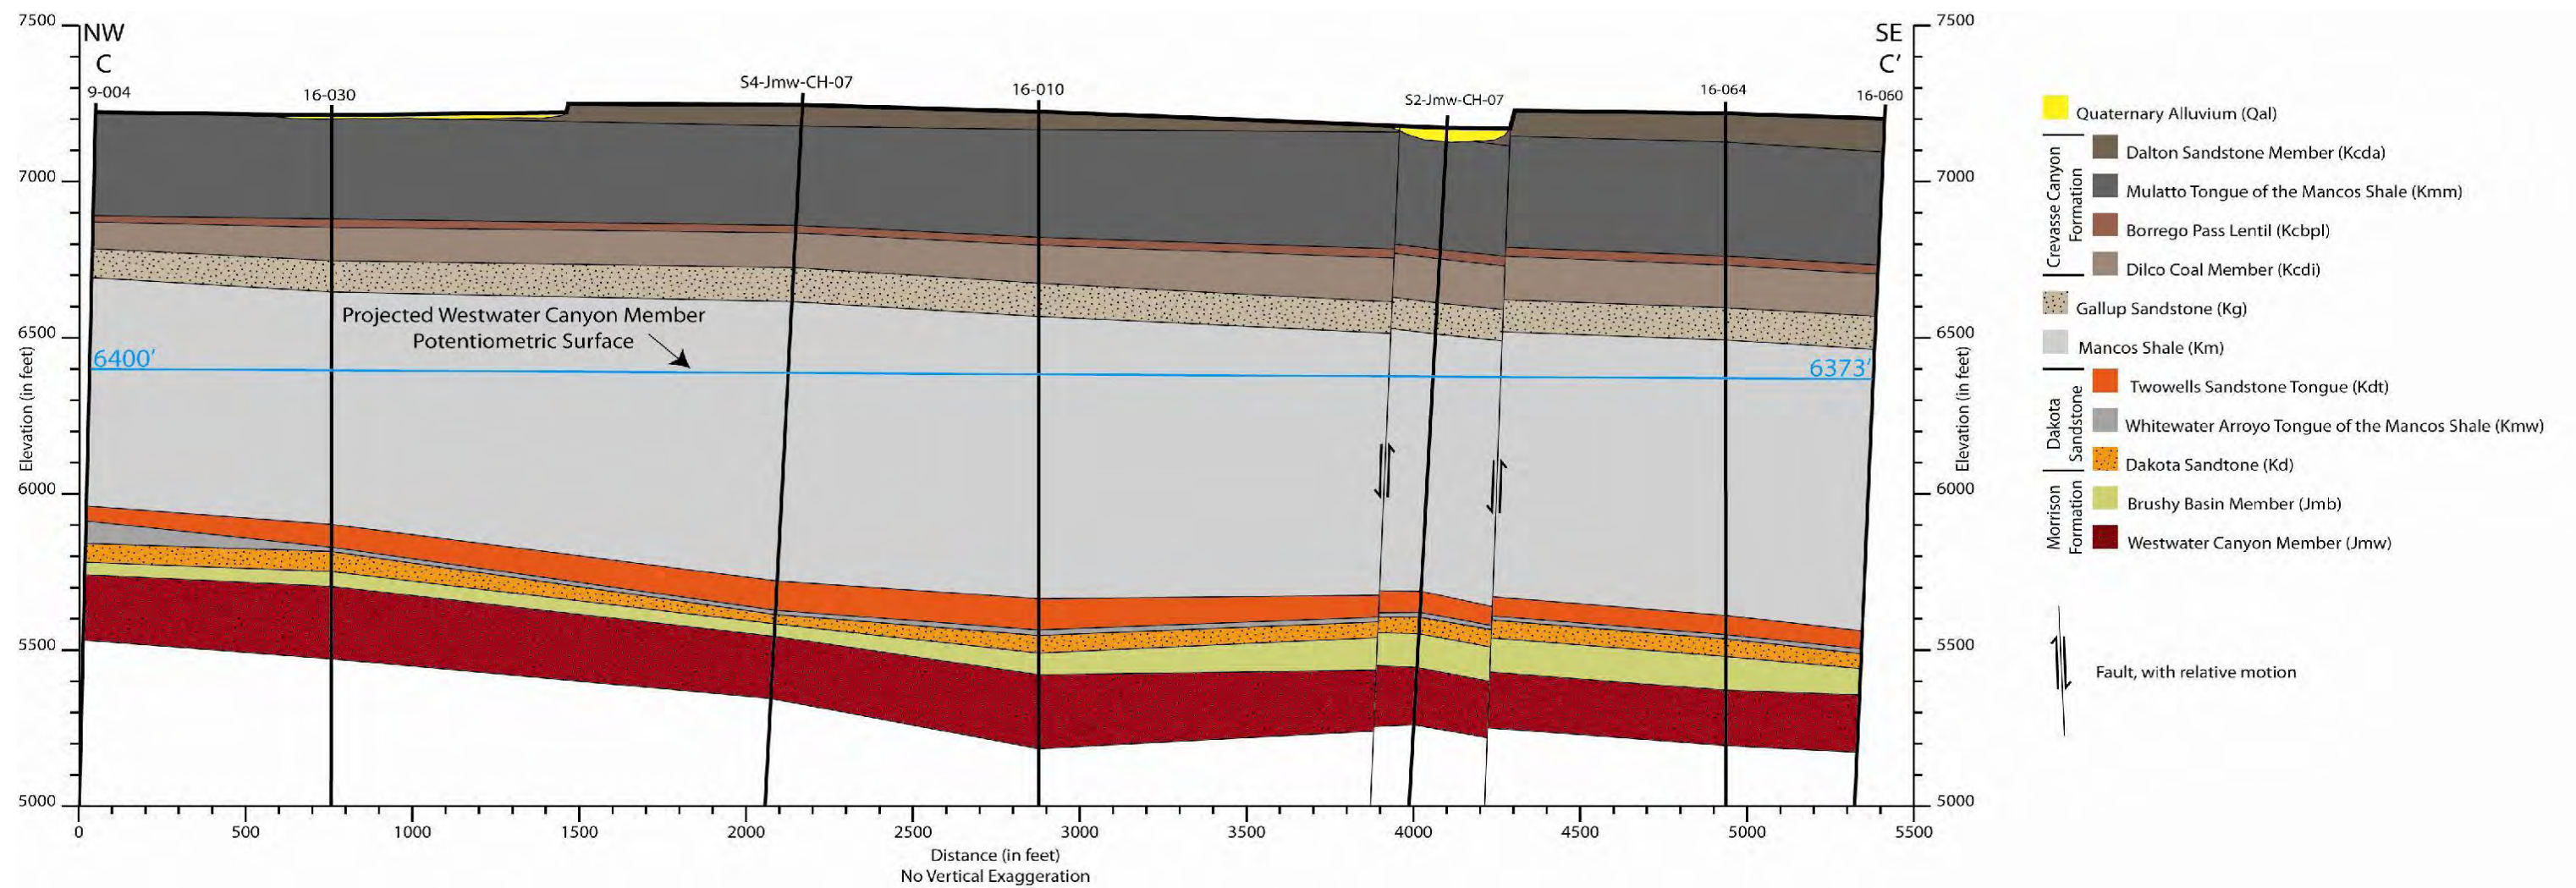 NW
C
SE
C'
9-004
16-030
S4-Jmw-CH-07
16-010
S2-Jmw-CH-07
16-064
16-060
7500
7000
6500
6000
5500
5000
Elevation (in feet)
Projected Westwater Canyon Member
Potentiometric Surface
6400'
6373'
7500
7000
6500
6000
5500
5000
Elevation (in feet)
0
500
1000
1500
2000
2500
3000
3500
4000
4500
5000
5500
Distance (in feet)
No Vertical Exaggeration
Quaternary Alluvium (Qal)
Crevasse Canyon
Formation
Dalton Sandstone Member (Kcda)
Mulatto Tongue of the Mancos Shale (Kmm)
Borrego Pass Lentil (Kcbpl)
Dilco Coal Member (Kcdi)
Gallup Sandstone (Kg)
Mancos Shale (Km)
Dakota
Sandstone
Twowells Sandstone Tongue (Kdt)
Whitewater Arroyo Tongue of the Mancos Shale (Kmw)
Dakota Sandtone (Kd)
Morrison
Formation
Brushy Basin Member (Jmb)
Westwater Canyon Member (Jmw)
Fault, with relative motion